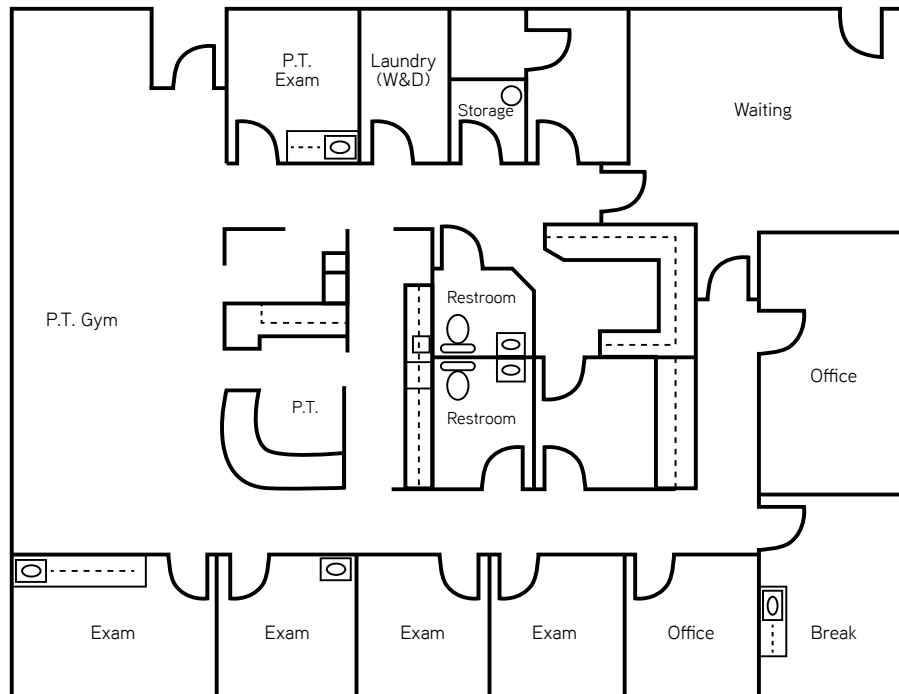 P.T.
Exam
Laundry
(W&D)
Storage
Waiting
Restroom
P.T. Gym
Office
P.T.
Restroom
Exam
Exam
Exam
Exam
Office
Break